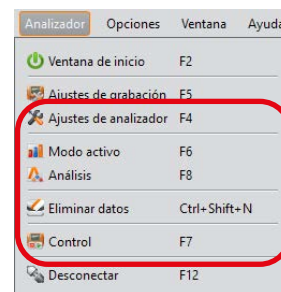 Analizador Opciones Ventana Ayuda
Ventana de inicio F2
Ajustes de grabación F5
Ajustes de analizador F4
Modo activo F6
Análisis F8
Eliminar datos Ctrl+Shift+N
Control F7
Desconectar F12